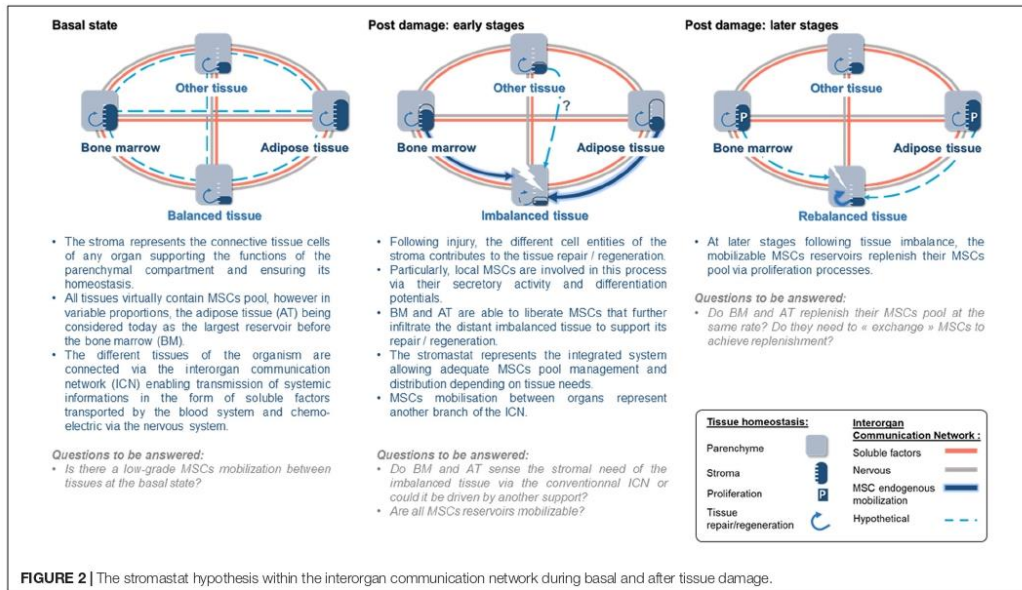 Basal state
Other tissue
Bone marrow
Adipose tissue
Balanced tissue
• The stroma represents the connective tissue cells
of any organ supporting the functions of the
parenchymal compartment and ensuring its
homeostasis.
• All tissues virtually contain MSCs pool, however in
variable proportions, the adipose tissue (AT) being
considered today as the largest reservoir before
the bone marrow (BM).
• The different tissues of the organism are
connected via the interorgan communication
network (ICN) enabling transmission of systemic
informations in the form of soluble factors
transported by the blood system and chemo-
electric via the nervous system.
Questions to be answered:
• Is there a low-grade MSCs mobilization between
tissues at the basal state?
Post damage: early stages
Other tissue
?
Bone marrow
Adipose tissue
Imbalanced tissue
• Following injury, the different cell entities of the
stroma contributes to the tissue repair / regeneration.
• Particularly, local MSCs are involved in this process
via their secretory activity and differentiation
potentials.
• BM and AT are able to liberate MSCs that further
infiltrate the distant imbalanced tissue to support its
repair / regeneration.
• The stromastat represents the integrated system
allowing adequate MSCs pool management and
distribution depending on tissue needs.
• MSCs mobilisation between organs represent
another branch of the ICN.
Questions to be answered:
• Do BM and AT sense the stromal need of the
imbalanced tissue via the conventionnal ICN or
could it be driven by another support?
• Are all MSCs reservoirs mobilizable?
Post damage: later stages
Other tissue
P
P
Bone marrow
Adipose tissue
Rebalanced tissue
• At later stages following tissue imbalance, the
mobilizable MSCs reservoirs replenish their MSCs
pool via proliferation processes.
Questions to be answered:
• Do BM and AT replenish their MSCs pool at the
same rate? Do they need to « exchange » MSCs to
achieve replenishment?
Tissue homeostasis:
Parenchyme
Stroma
Proliferation
P
Tissue
repair/regeneration
Interorgan
Communication Network :
Soluble factors
Nervous
MSC endogenous
mobilization
Hypothetical
FIGURE 2 | The stromastat hypothesis within the interorgan communication network during basal and after tissue damage.